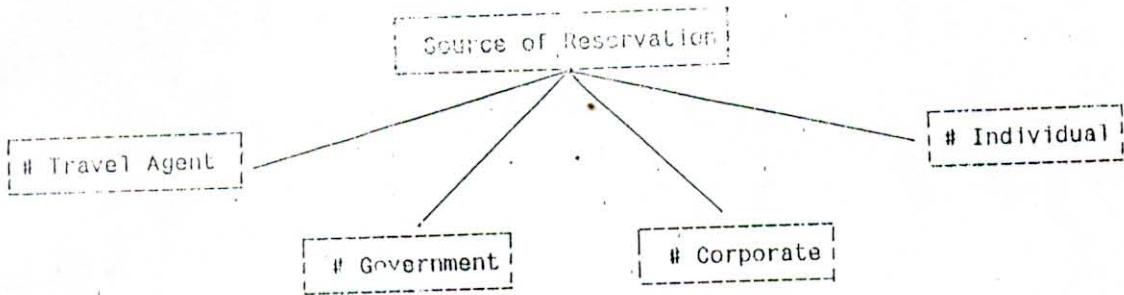 Source of Reservation
# Travel Agent
# Individual
# Government
# Corporate